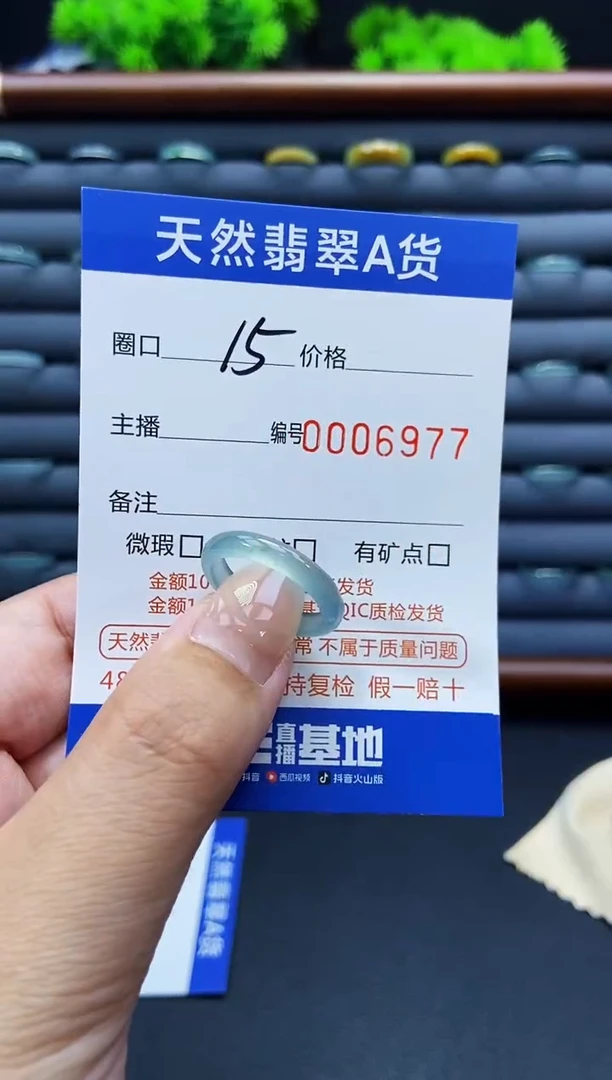 天然翡翠A货
圈口 15 价格
主播 编号0006977
备注
微瑕 有矿点
金额10 发货
金额1 QIC质检发货
天然翡 常 不属于质量问题
48 持复检 假一赔十
直播基地
抖音 西瓜视频 抖音火山版
天然翡翠A货